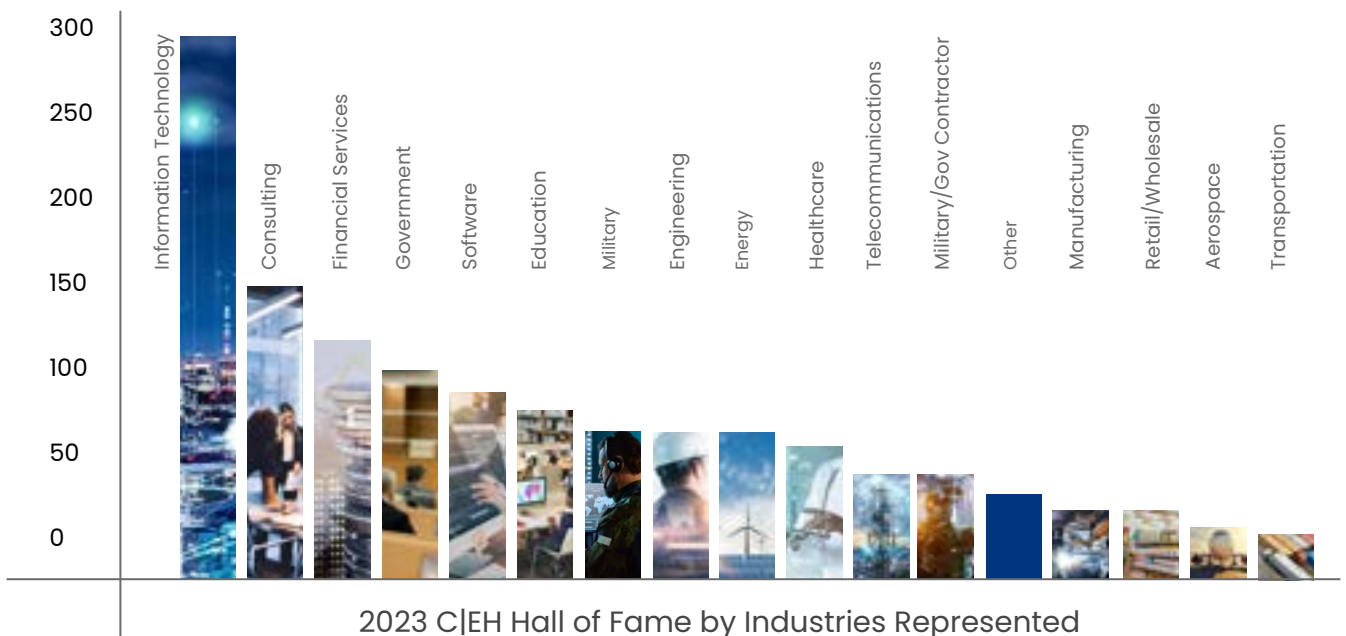 300
250
200
150
100
50
0
Information Technology
Consulting
Financial Services
Government
Software
Education
Military
Engineering
Energy
Healthcare
Telecommunications
Military/Gov Contractor
Other
Manufacturing
Retail/Wholesale
Aerospace
Transportation
2023 C|EH Hall of Fame by Industries Represented